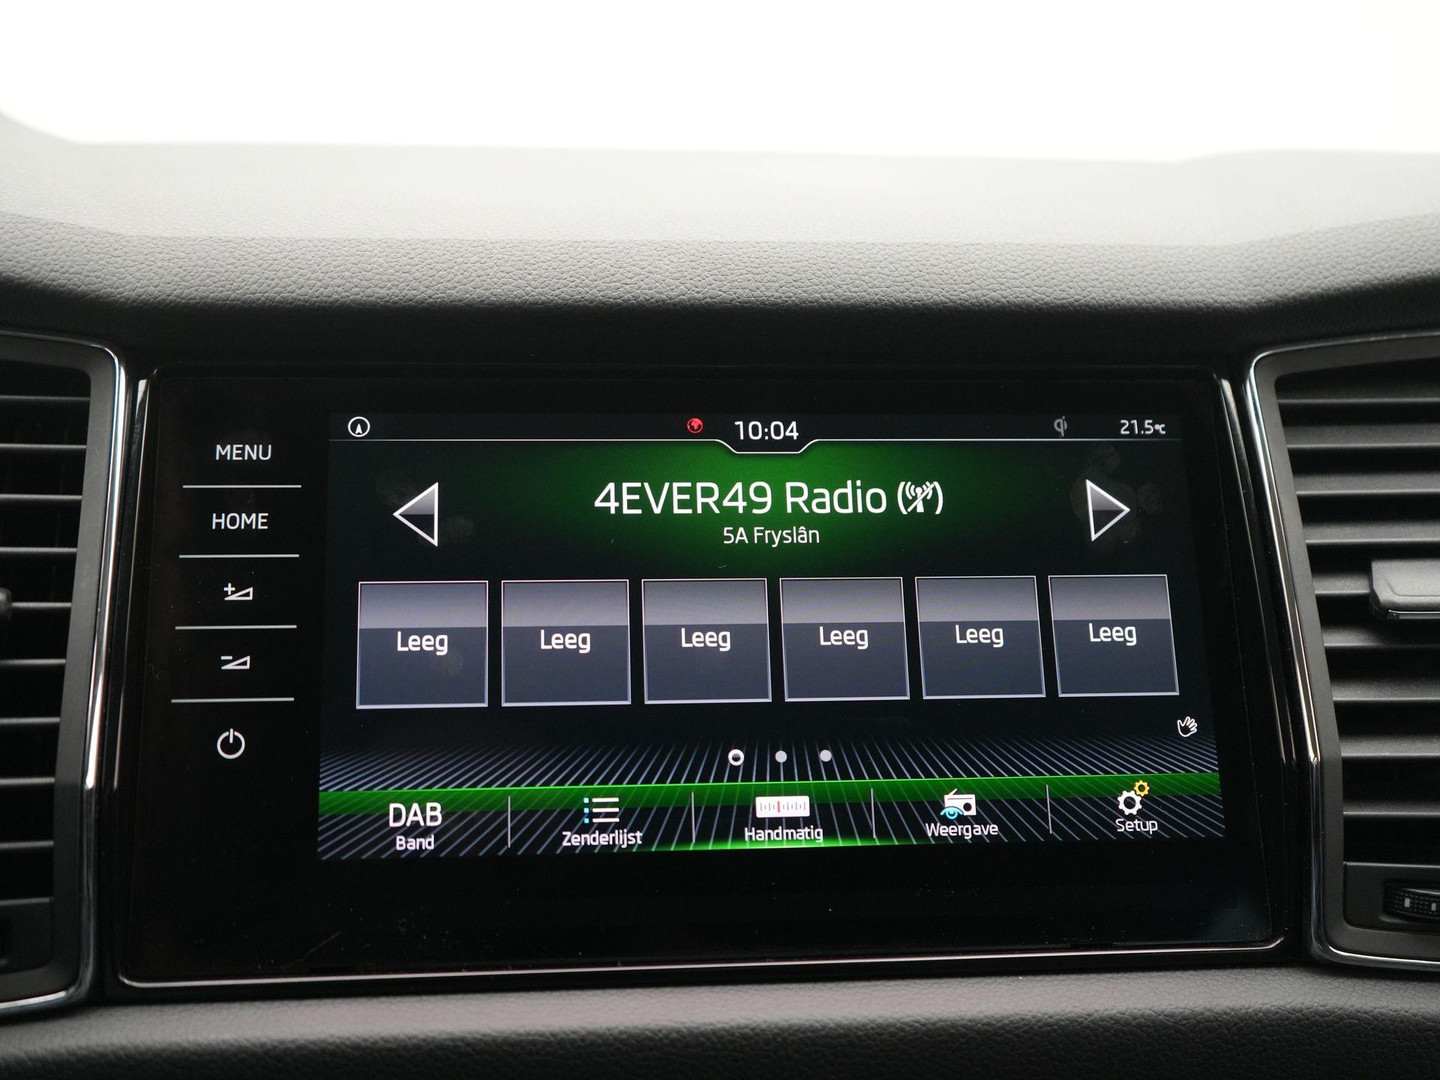 MENU
HOME
10:04
21.5°C
4EVER49 Radio
5A Fryslân
Leeg
Leeg
Leeg
Leeg
Leeg
Leeg
DAB
Band
Zenderlijst
Handmatig
Weergave
Setup